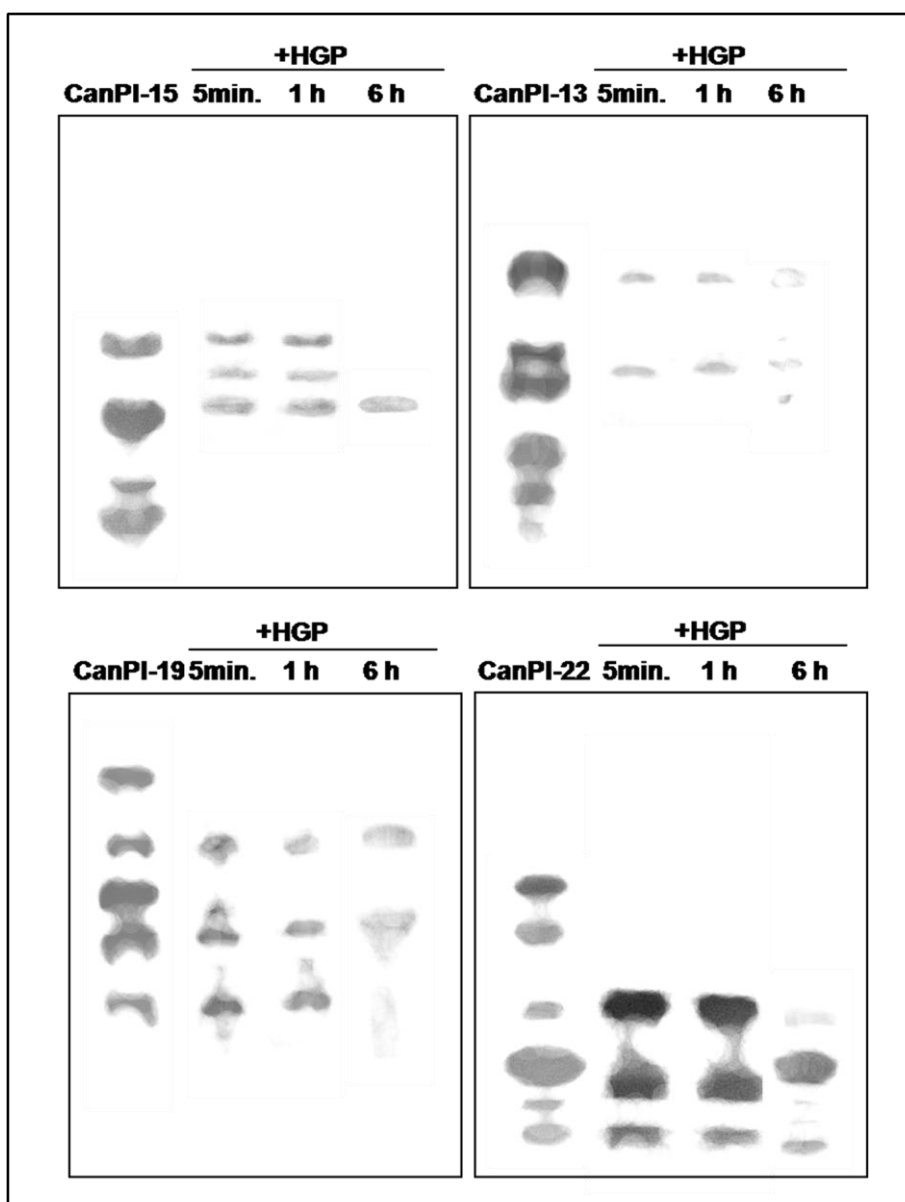 +HGP
CanPI-15 5min. 1 h 6 h
+HGP
CanPI-13 5min. 1 h 6 h
+HGP
CanPI-19 5min. 1 h 6 h
+HGP
CanPI-22 5min. 1 h 6 h